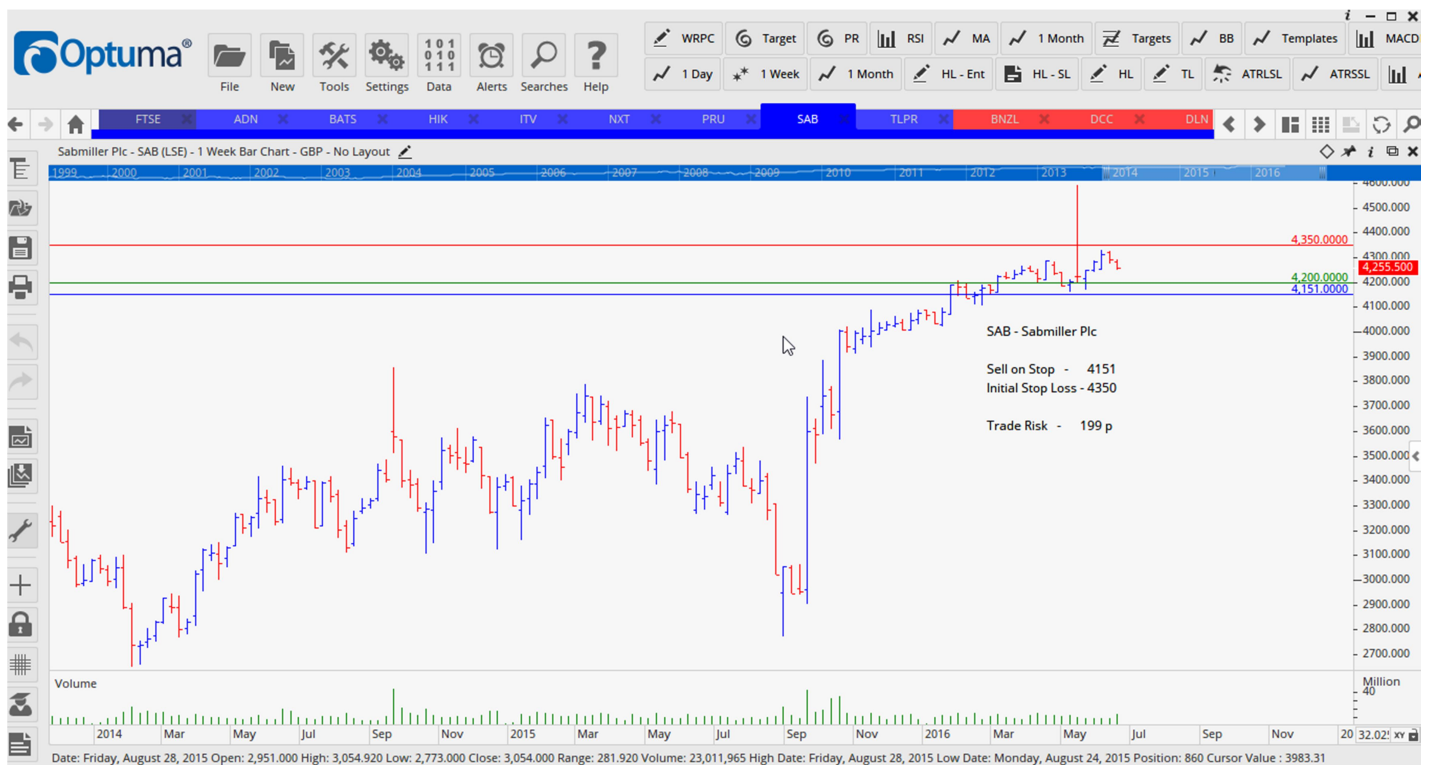 Optuma®
File
New
Tools
Settings
101
010
111
Data
Alerts
Searches
Help
WRPC Target PR RSI MA 1 Month Targets BB Templates MACD
1 Day 1 Week 1 Month HL - Ent HL - SL HL TL ATRLSL ATRSSL
FTSE ADN BATS HIK ITV NXT PRU SAB TLPR BNZL DCC DLN
Sabmiller Plc - SAB (LSE) - 1 Week Bar Chart - GBP - No Layout
1999 2000 2001 2002 2003 2004 2005 2006 2007 2008 2009 2010 2011 2012 2013 2014 2015 2016
4600.000
4500.000
4400.000
4,350.0000
4300.000
4,255.500
4,200.0000
4200.000
4,151.0000
4100.000
4000.000
3900.000
3800.000
3700.000
3600.000
3500.000
3400.000
3300.000
3200.000
3100.000
3000.000
2900.000
2800.000
2700.000
SAB - Sabmiller Plc
Sell on Stop - 4151
Initial Stop Loss - 4350
Trade Risk - 199 p
Volume
Million
40
2014 Mar May Jul Sep Nov 2015 Mar May Jul Sep Nov 2016 Mar May Jul Sep Nov 20 XY
Date: Friday, August 28, 2015 Open: 2,951.000 High: 3,054.920 Low: 2,773.000 Close: 3,054.000 Range: 281.920 Volume: 23,011,965 High Date: Friday, August 28, 2015 Low Date: Monday, August 24, 2015 Position: 860 Cursor Value : 3983.31